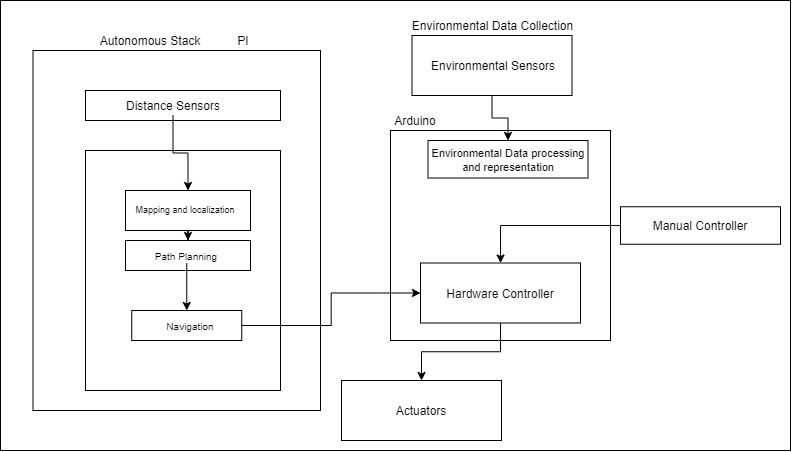 Environmental Data Collection
Autonomous Stack PI
Environmental Sensors
Distance Sensors
Arduino
Environmental Data processing
and representation
Mapping and localization
Manual Controller
Path Planning
Hardware Controller
Navigation
Actuators